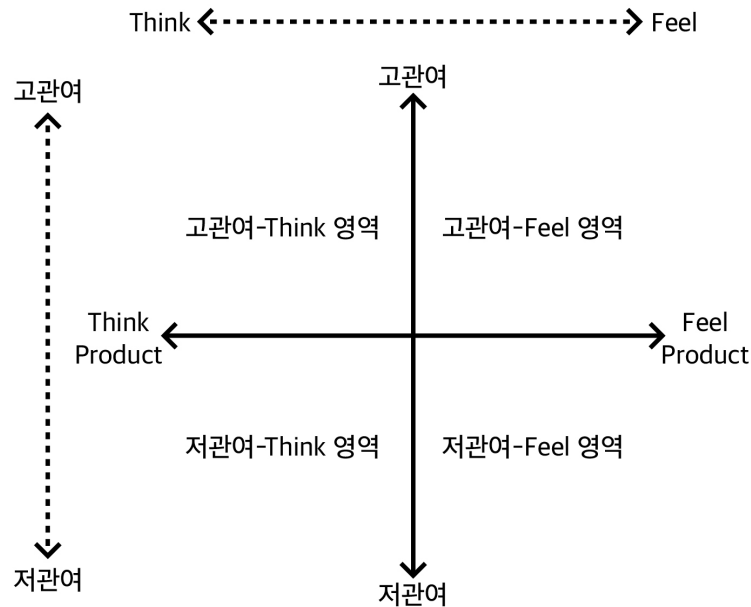 Think Feel
고관여
고관여
고관여-Think 영역 고관여-Feel 영역
Think
Product
Feel
Product
저관여-Think 영역 저관여-Feel 영역
저관여
저관여